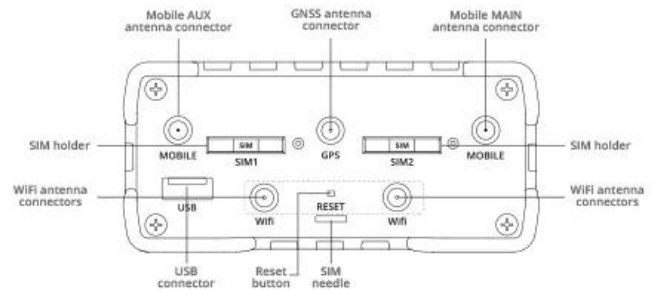 Mobile AUX
antenna connector
GNSS antenna
connector
Mobile MAIN
antenna connector
SIM holder
MOBILE
SIM
SIM1
GPS
SIM
SIM2
MOBILE
SIM holder
WiFi antenna
connectors
USB
Wifi
RESET
Wifi
WiFi antenna
connectors
USB
connector
Reset
button
SIM
needle